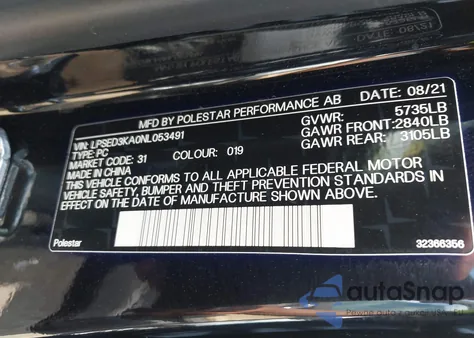 MFD BY POLESTAR PERFORMANCE AB DATE: 08/21
VIN: LPSED3KA0NL053491 GVWR: 5735LB
TYPE: PC GAWR FRONT:2840LB
MARKET CODE: 31 COLOUR: 019 GAWR REAR: 3105LB
MADE IN CHINA
THIS VEHICLE CONFORMS TO ALL APPLICABLE FEDERAL MOTOR
VEHICLE SAFETY, BUMPER AND THEFT PREVENTION STANDARDS IN
EFFECT ON THE DATE OF MANUFACTURE SHOWN ABOVE.
Polestar 32366356
autoSnap